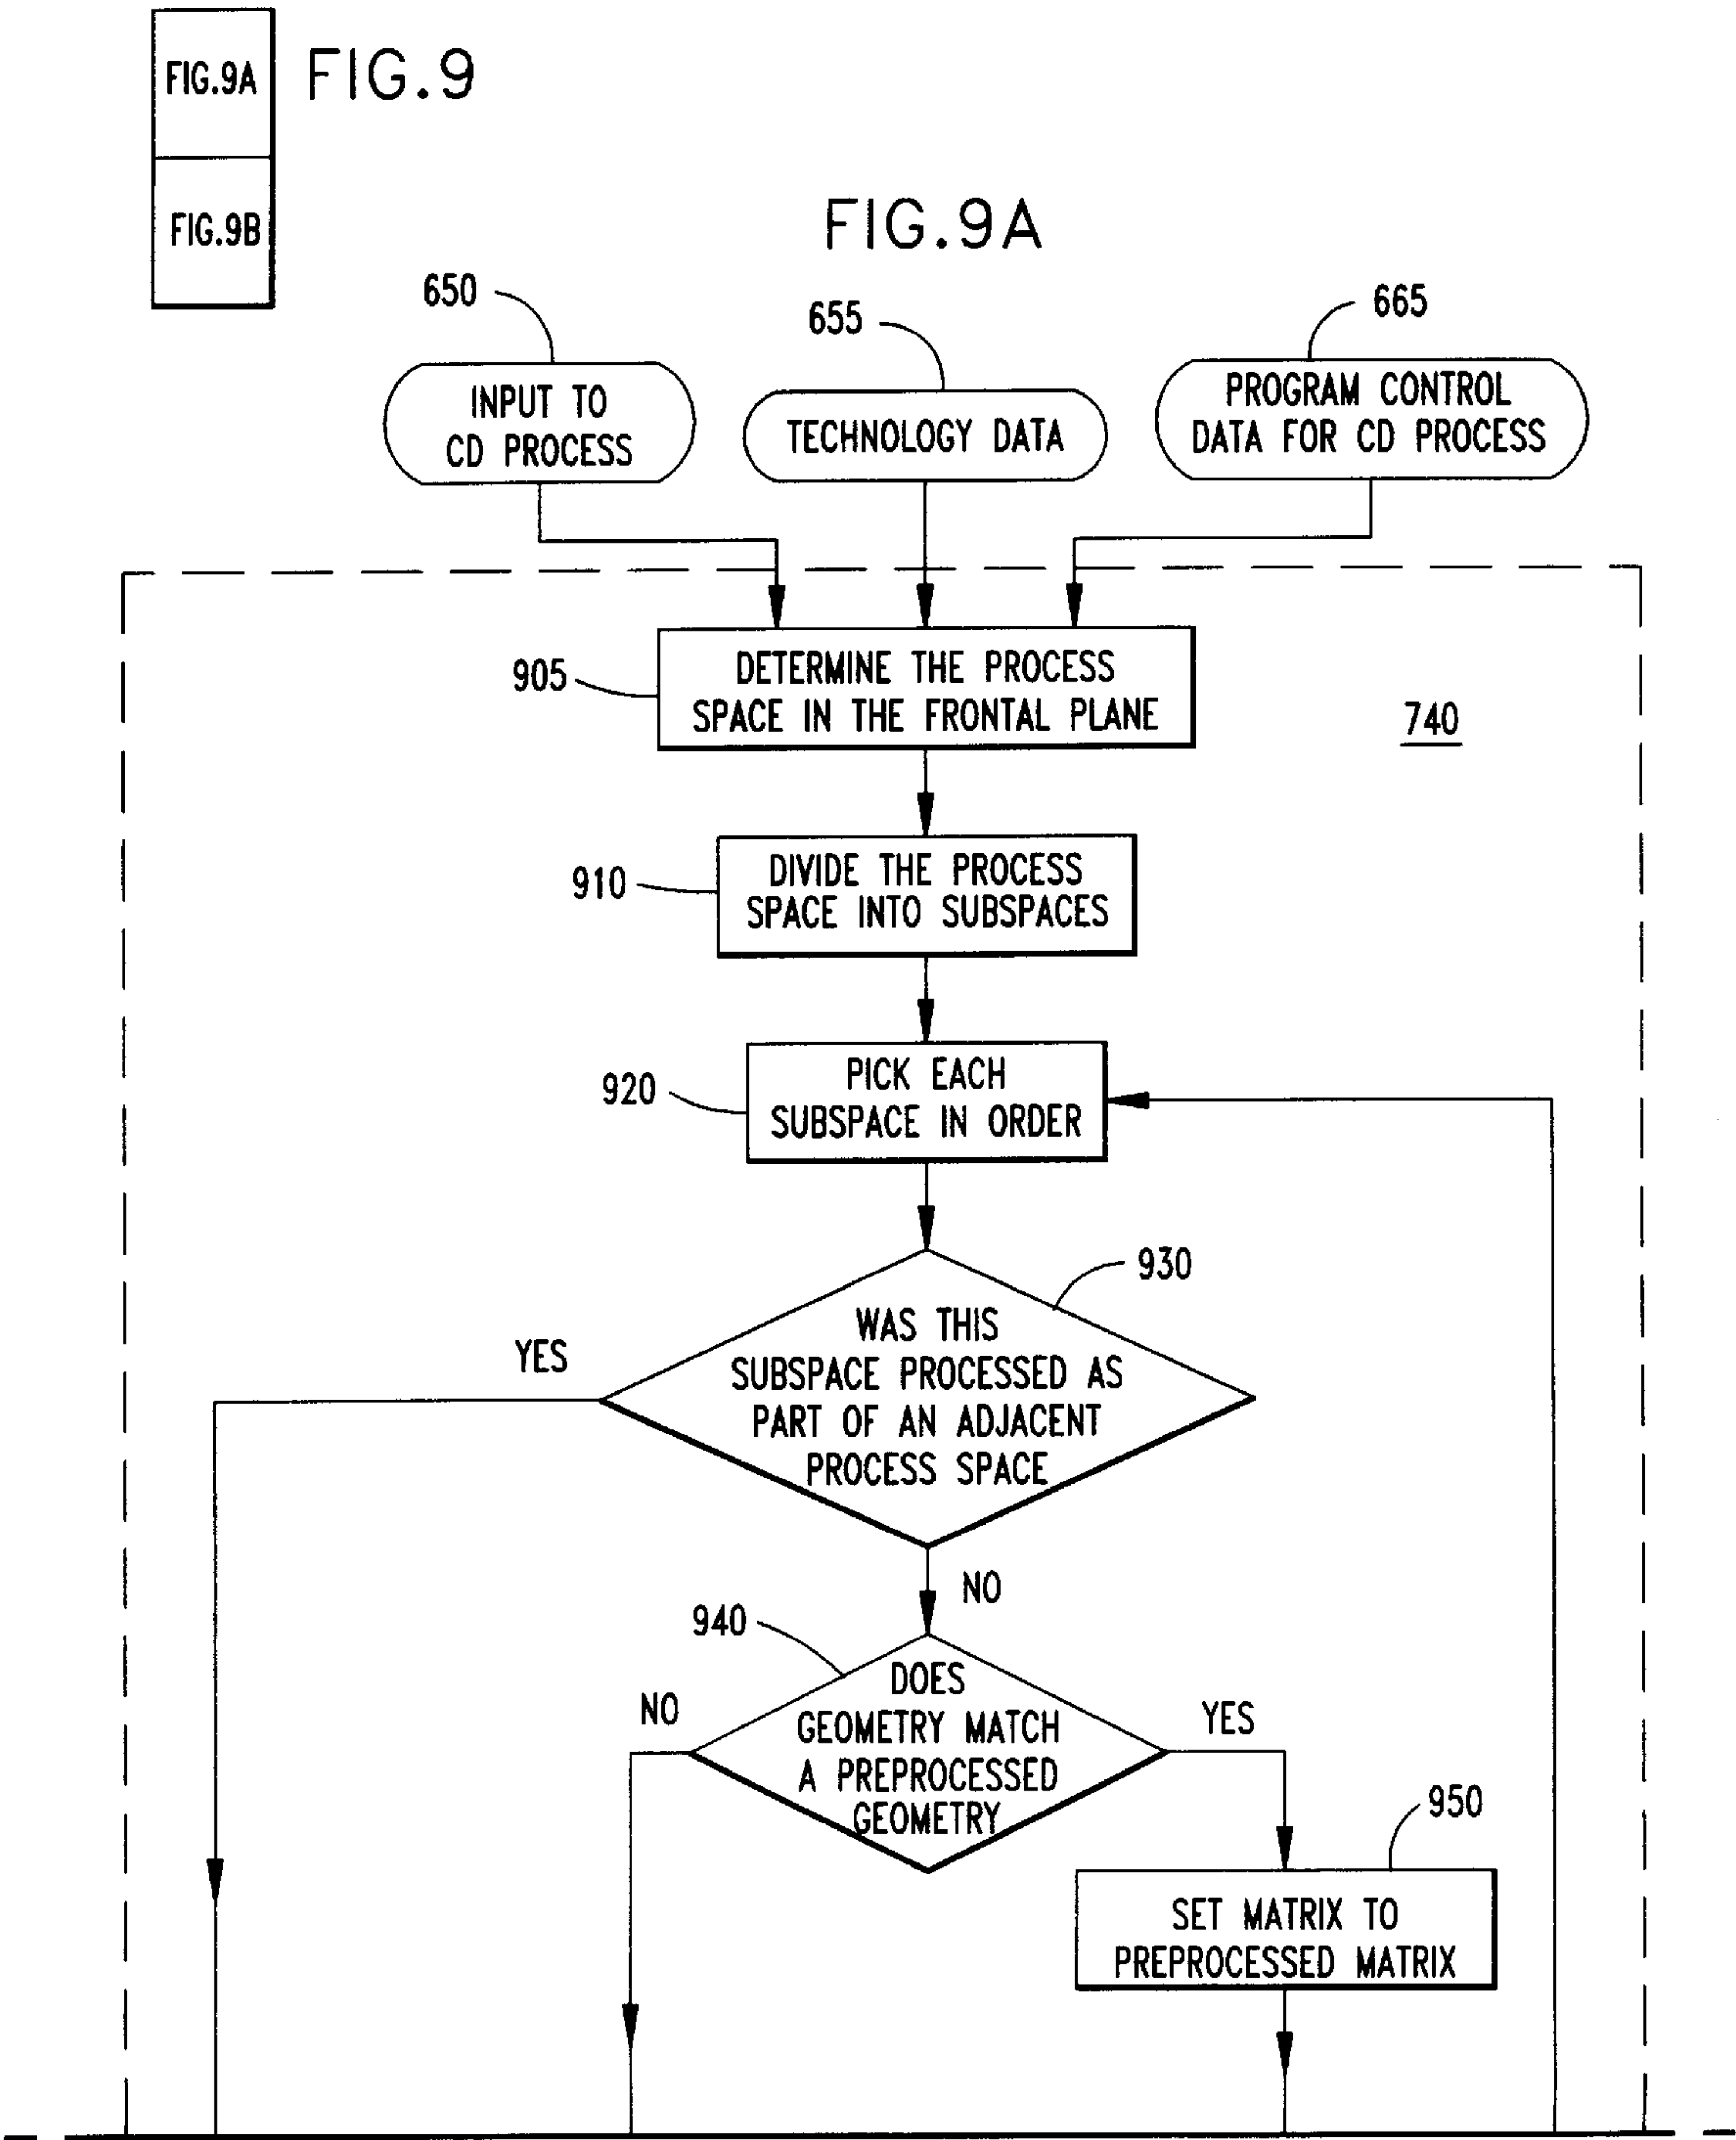 FIG.9A
FIG.9
FIG.9B
FIG.9A
650
655
665
INPUT TO
CD PROCESS
TECHNOLOGY DATA
PROGRAM CONTROL
DATA FOR CD PROCESS
905
DETERMINE THE PROCESS
SPACE IN THE FRONTAL PLANE
740
910
DIVIDE THE PROCESS
SPACE INTO SUBSPACES
920
PICK EACH
SUBSPACE IN ORDER
930
YES
WAS THIS
SUBSPACE PROCESSED AS
PART OF AN ADJACENT
PROCESS SPACE
NO
940
NO
DOES
GEOMETRY MATCH
A PREPROCESSED
GEOMETRY
YES
950
SET MATRIX TO
PREPROCESSED MATRIX